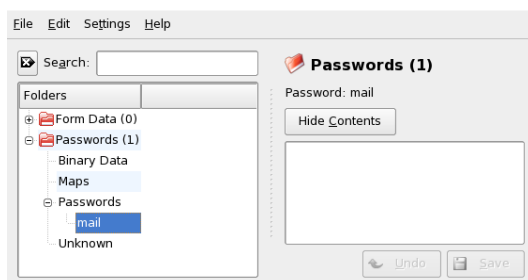 File Edit Settings Help
Search:
Folders
Form Data (0)
Passwords (1)
Binary Data
Maps
Passwords
mail
Unknown
Passwords (1)
Password: mail
Hide Contents
Undo Save